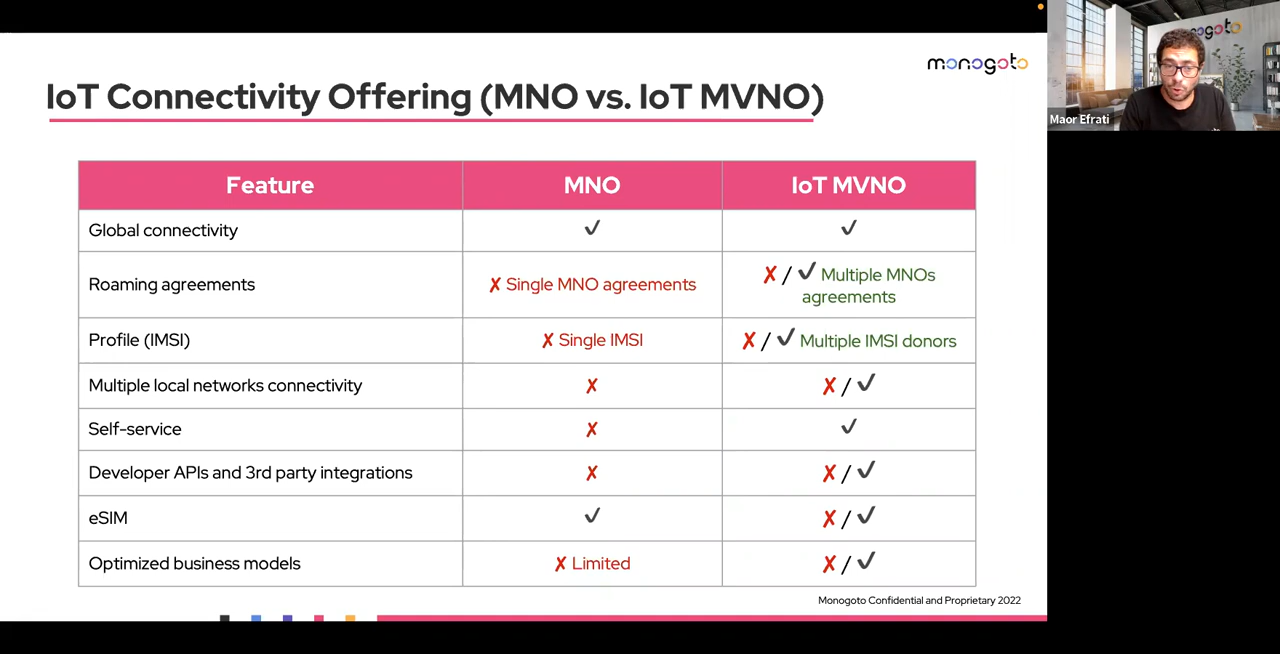 monogoto
IoT Connectivity Offering (MNO vs. IoT MVNO)
monogoto
Maor Efrati
Feature MNO IoT MVNO
Global connectivity ✓ ✓
Roaming agreements ✗ Single MNO agreements ✗ / ✓ Multiple MNOs
agreements
Profile (IMSI) ✗ Single IMSI ✗ / ✓ Multiple IMSI donors
Multiple local networks connectivity ✗ ✗ / ✓
Self-service ✗ ✓
Developer APIs and 3rd party integrations ✗ ✗ / ✓
eSIM ✓ ✗ / ✓
Optimized business models ✗ Limited ✗ / ✓
Monogoto Confidential and Proprietary 2022